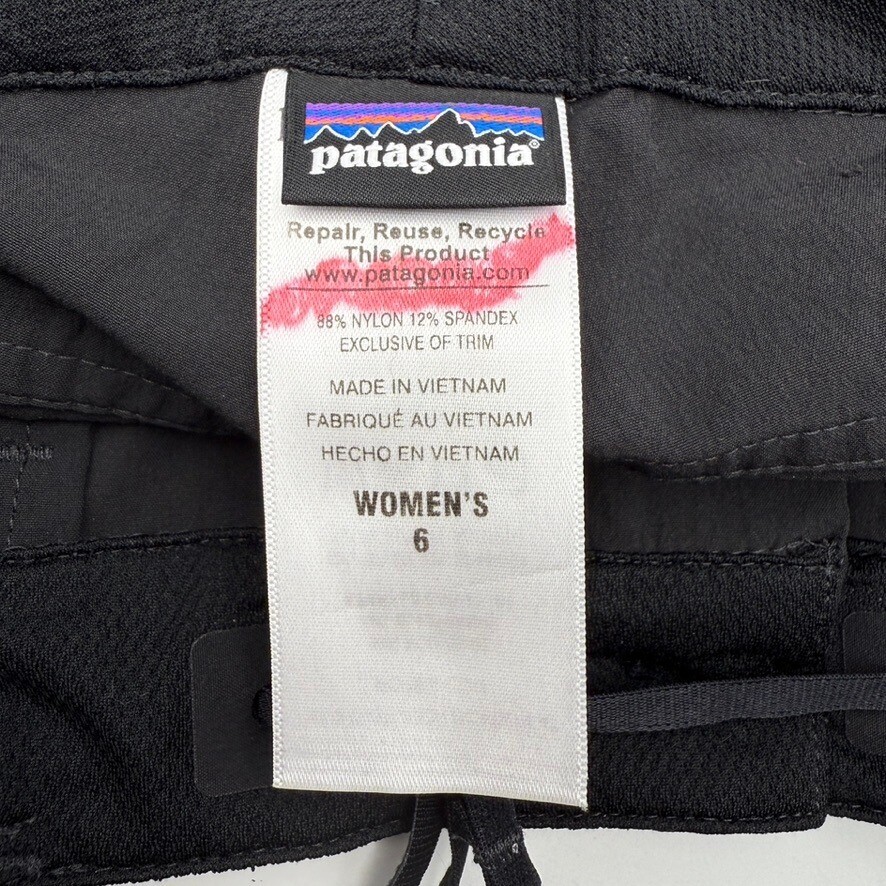 patagonia®
Repair, Reuse, Recycle
This Product
www.patagonia.com
88% NYLON 12% SPANDEX
EXCLUSIVE OF TRIM
MADE IN VIETNAM
FABRIQUÉ AU VIETNAM
HECHO EN VIETNAM
WOMEN'S
6